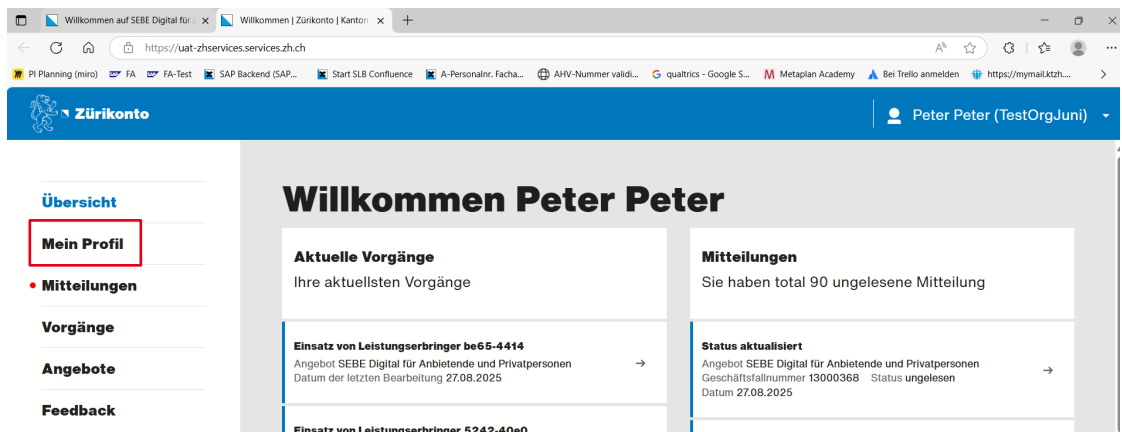 Willkommen auf SEBE Digital für
Willkommen | Zürikonto | Kanton
https://uat-zhservices.services.zh.ch
PI Planning (miro)
FA
FA-Test
SAP Backend (SAP...
Start SLB Confluence
A-Personalnr. Facha...
AHV-Nummer validi...
qualtrics - Google S...
Metaplan Academy
Bei Trello anmelden
https://mymail.ktzh....
Zürikonto
Peter Peter (TestOrgJuni)
Übersicht
Mein Profil
Mitteilungen
Vorgänge
Angebote
Feedback
Willkommen Peter Peter
Aktuelle Vorgänge
Ihre aktuellsten Vorgänge
Einsatz von Leistungserbringer be65-4414
Angebot SEBE Digital für Anbietende und Privatpersonen
Datum der letzten Bearbeitung 27.08.2025
Einsatz von Leistungserbringer 5242-40e0
Mitteilungen
Sie haben total 90 ungelesene Mitteilung
Status aktualisiert
Angebot SEBE Digital für Anbietende und Privatpersonen
Geschäftsfallnummer 13000368 Status ungelesen
Datum 27.08.2025